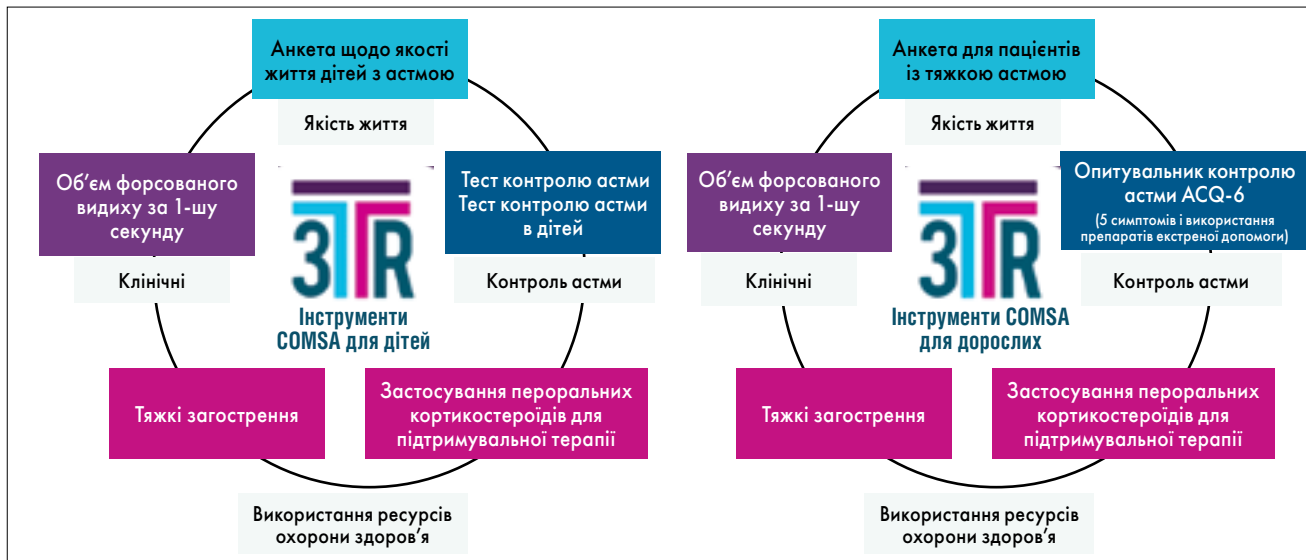 Анкета щодо якості
життя дітей з астмою
Якість життя
Об’єм форсованого
видиху за 1-шу
секунду
Клінічні
3TR
Інструменти
COMSA для дітей
Тест контролю астми
Тест контролю астми
в дітей
Контроль астми
Тяжкі загострення
Застосування пероральних
кортикостероїдів для
підтримувальної терапії
Використання ресурсів
охорони здоров’я
Анкета для пацієнтів
із тяжкою астмою
Якість життя
Об’єм форсованого
видиху за 1-шу
секунду
Клінічні
3TR
Інструменти COMSA
для дорослих
Опитувальник контролю
астми ACQ-6
(5 симптомів і використання
препаратів екстреної допомоги)
Контроль астми
Тяжкі загострення
Застосування пероральних
кортикостероїдів для
підтримувальної терапії
Використання ресурсів
охорони здоров’я